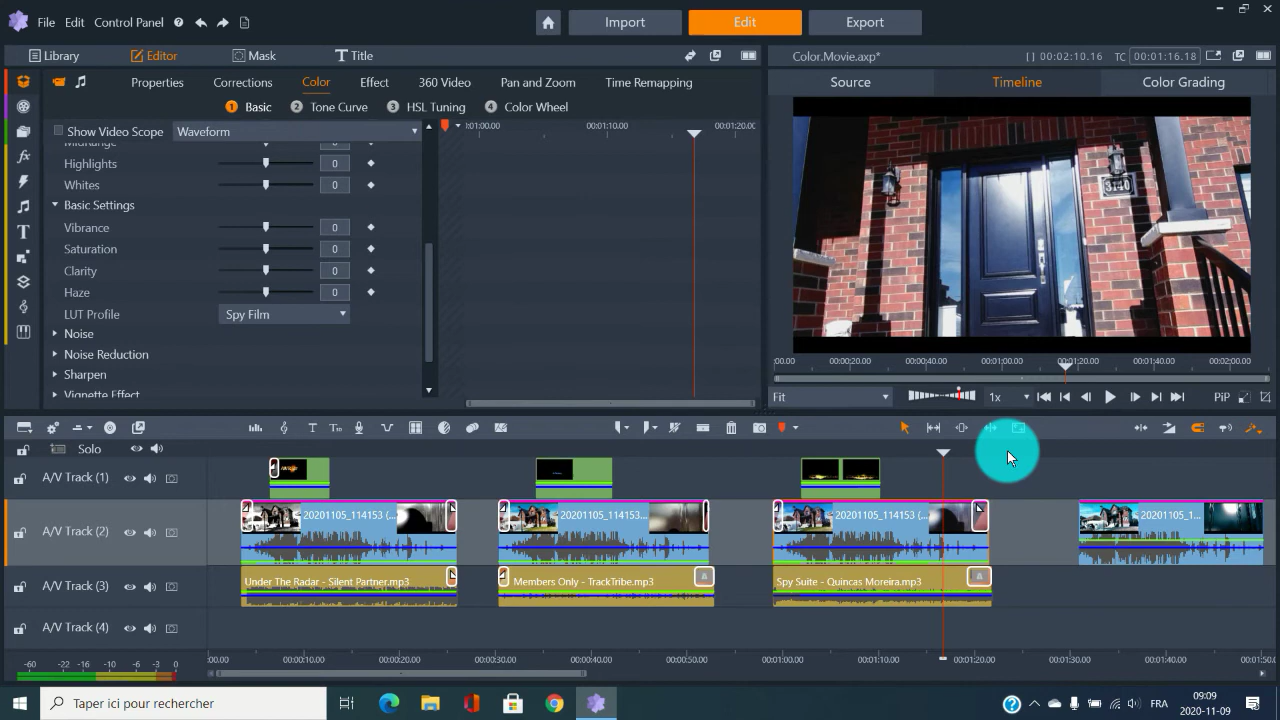 File Edit Control Panel
Import Edit Export
Library Editor Mask Title
Color.Movie.axp* [] 00:02:10.16 TC 00:01:16.18
Properties Corrections Color Effect 360 Video Pan and Zoom Time Remapping
Source Timeline Color Grading
1 Basic 2 Tone Curve 3 HSL Tuning 4 Color Wheel
Show Video Scope Waveform
:01:00.00 00:01:10.00 00:01:20.00
Midrange 0
Highlights 0
Whites 0
Basic Settings
Vibrance 0
Saturation 0
Clarity 0
Haze 0
LUT Profile Spy Film
Noise
Noise Reduction
Sharpen
Vignette Effect
3140
:00.00 00:00:20.00 00:00:40.00 00:01:00.00 00:01:20.00 00:01:40.00 00:02:00.00
Fit 1x PiP
Solo
A/V Track (1)
A/V Track (2) 20201105_114153 (... 20201105_114153... 20201105_114153 (... 20201105_1...
A/V Track (3) Under The Radar - Silent Partner.mp3 Members Only - TrackTribe.mp3 Spy Suite - Quincas Moreira.mp3
A/V Track (4)
-60 -22 -16 -10 -6 -3 0
:00.00 00:00:10.00 00:00:20.00 00:00:30.00 00:00:50.00 00:01:00.00 00:01:10.00 00:01:20.00 00:01:30.00 00:01:40.00 00:01:50
Taper ici pour rechercher
FRA
09:09
2020-11-09